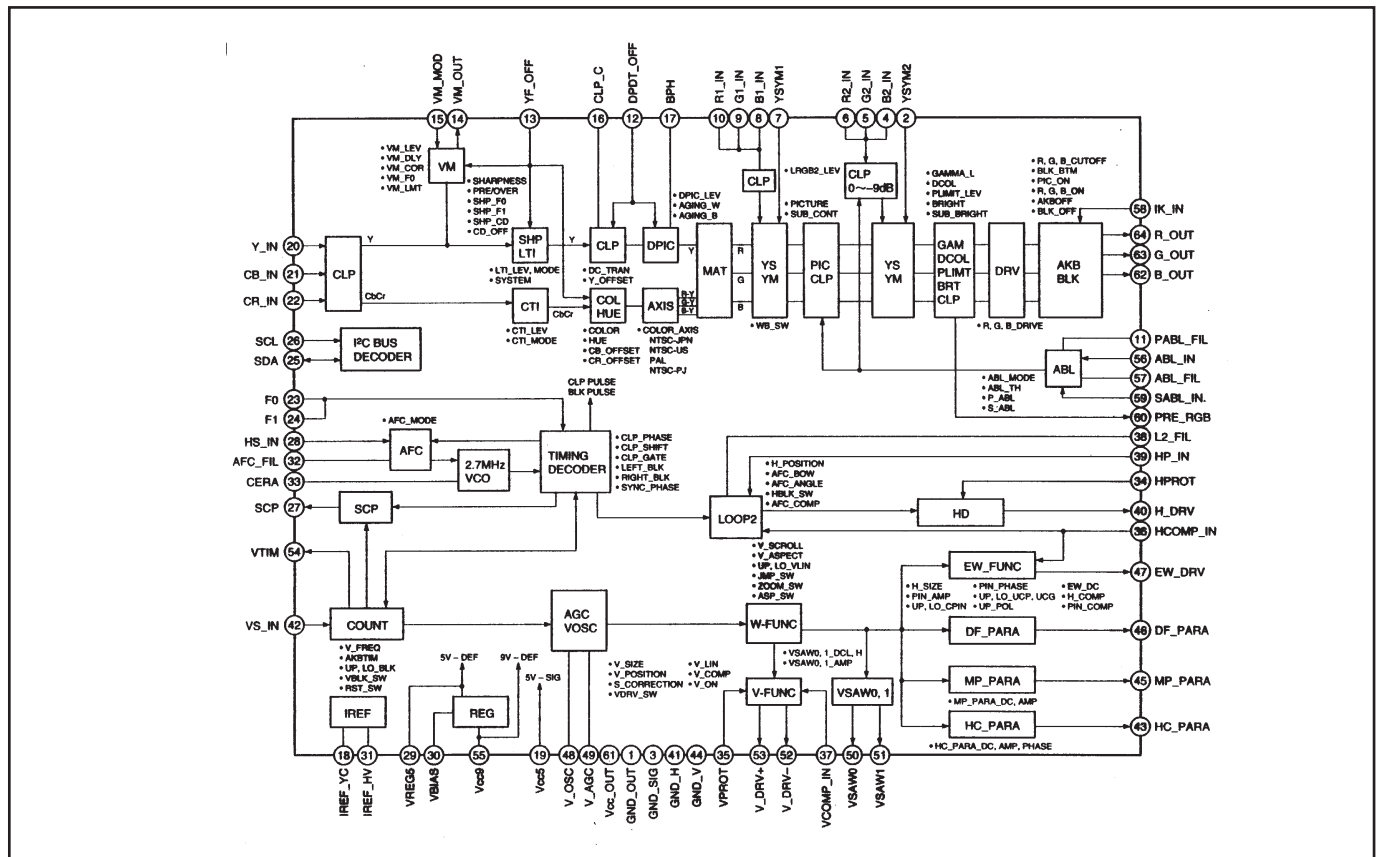 VM_MOD
VM_OUT
YF_OFF
CLP_C
DPDT_OFF
BPH
R1_IN
G1_IN
B1_IN
YSYM1
R2_IN
G2_IN
B2_IN
YSYM2
15
14
13
16
12
17
10
9
8
7
6
5
4
2
• VM_LEV
• VM_DLY
• VM_COR
• VM_F0
• VM_LMT
VM
• SHARPNESS
• PRE/OVER
• SHP_F0
• SHP_F1
• SHP_CD
• CD_OFF
• DPIC_LEV
• AGING_W
• AGING_B
CLP
• LRGB2_LEV
CLP
0~–9dB
• PICTURE
• SUB_CONT
• GAMMA_L
• DCOL
• PLIMIT_LEV
• BRIGHT
• SUB_BRIGHT
• R, G, B_CUTOFF
• BLK_BTM
• PIC_ON
• R, G, B_ON
• AKBOFF
• BLK_OFF
58 IK_IN
64 R_OUT
63 G_OUT
62 B_OUT
Y_IN 20
CB_IN 21
CR_IN 22
CLP
Y
CbCr
SHP
LTI
Y
CLP
DPIC
Y
MAT
R
G
B
YS
YM
PIC
CLP
YS
YM
GAM
DCOL
PLIMT
BRT
CLP
DRV
AKB
BLK
• LTI_LEV, MODE
• SYSTEM
• DC_TRAN
• Y_OFFSET
CTI
CbCr
COL
HUE
AXIS
R-Y
G-Y
B-Y
• CTI_LEV
• CTI_MODE
• COLOR
• HUE
• CB_OFFSET
• CR_OFFSET
• COLOR_AXIS
NTSC-JPN
NTSC-US
PAL
NTSC-PJ
• WB_SW
• R, G, B_DRIVE
SCL 26
SDA 25
I²C BUS
DECODER
11 PABL_FIL
56 ABL_IN
57 ABL_FIL
59 SABL_IN.
60 PRE_RGB
ABL
• ABL_MODE
• ABL_TH
• P_ABL
• S_ABL
CLP PULSE
BLK PULSE
F0 23
F1 24
HS_IN 28
AFC_FIL 32
CERA 33
SCP 27
VTIM 54
VS_IN 42
• AFC_MODE
AFC
2.7MHz
VCO
TIMING
DECODER
• CLP_PHASE
• CLP_SHIFT
• CLP_GATE
• LEFT_BLK
• RIGHT_BLK
• SYNC_PHASE
SCP
38 L2_FIL
39 HP_IN
34 HPROT
40 H_DRV
36 HCOMP_IN
47 EW_DRV
46 DF_PARA
45 MP_PARA
43 HC_PARA
• H_POSITION
• AFC_BOW
• AFC_ANGLE
• HBLK_SW
• AFC_COMP
LOOP2
HD
• V_SCROLL
• V_ASPECT
• UP, LO_VLIN
• JMP_SW
• ZOOM_SW
• ASP_SW
EW_FUNC
• H_SIZE
• PIN_AMP
• UP, LO_CPIN
• PIN_PHASE
• UP, LO_UCP, UCG
• UP_POL
• EW_DC
• H_COMP
• PIN_COMP
COUNT
AGC
VOSC
W-FUNC
DF_PARA
• V_FREQ
• AKBTIM
• UP, LO_BLK
• VBLK_SW
• RST_SW
5V – DEF
9V – DEF
5V – SIG
• V_SIZE
• V_POSITION
• S_CORRECTION
• VDRV_SW
• V_LIN
• V_COMP
• V_ON
• VSAW0, 1_DCL, H
• VSAW0, 1_AMP
V-FUNC
VSAW0, 1
MP_PARA
• MP_PARA_DC, AMP
HC_PARA
• HC_PARA_DC, AMP, PHASE
IREF
REG
18
31
29
30
55
19
48
49
61
1
3
41
44
35
53
52
37
50
51
IREF_YC
IREF_HV
VREG5
VBIAS
Vcc9
Vcc5
V_OSC
V_AGC
Vcc_OUT
GND_OUT
GND_SIG
GND_H
GND_V
VPROT
V_DRV+
V_DRV–
VCOMP_IN
VSAW0
VSAW1